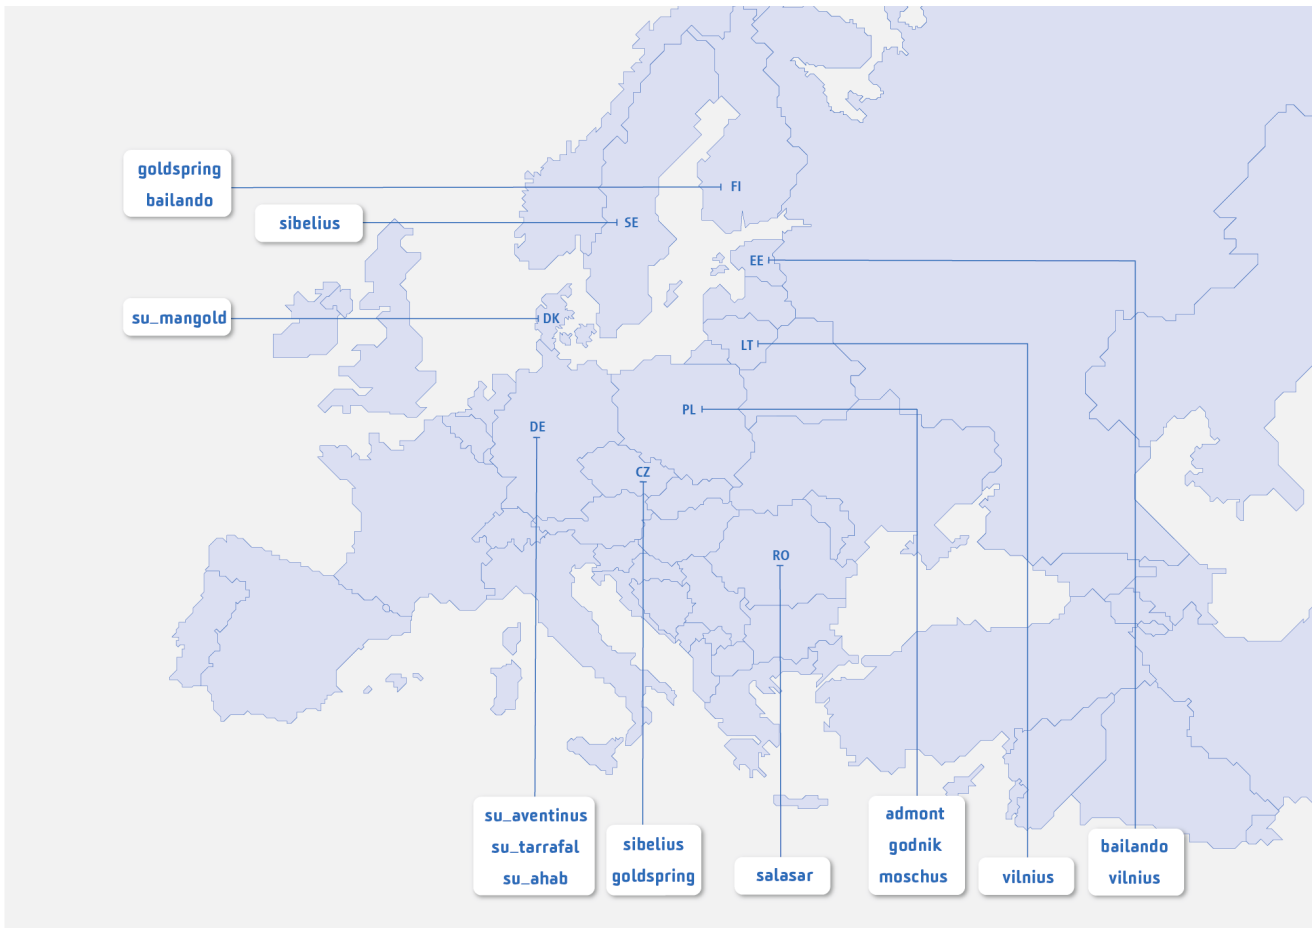 goldspring
bailando
FI
sibelius
SE
EE
su_mangold
DK
LT
PL
DE
CZ
RO
su_aventinus
su_tarrafal
su_ahab
sibelius
goldspring
salasar
admont
godnik
moschus
vilnius
bailando
vilnius